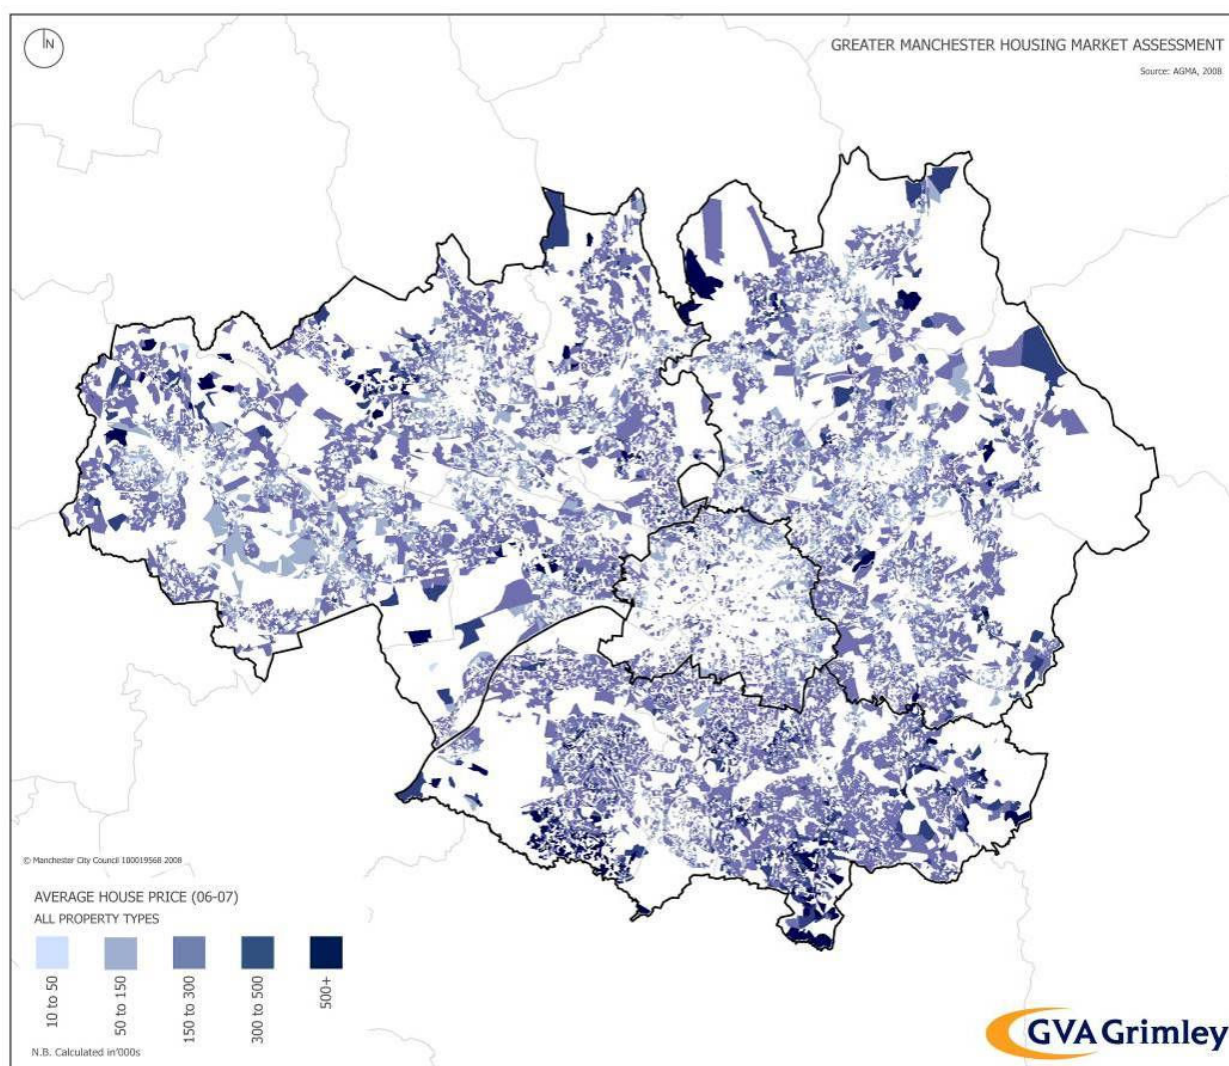 N
GREATER MANCHESTER HOUSING MARKET ASSESSMENT
Source: AGMA, 2008
© Manchester City Council 100019568 2008
AVERAGE HOUSE PRICE (06-07)
ALL PROPERTY TYPES
10 to 50
50 to 150
150 to 300
300 to 500
500+
N.B. Calculated in'000s
GVA Grimley